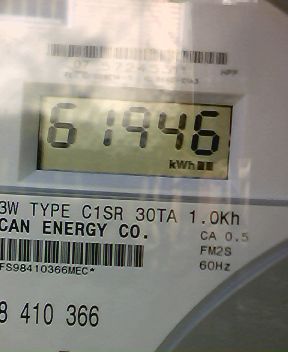 61946
kWh
3W TYPE C1SR 30TA 1.0Kh
CAN ENERGY CO.
CA 0.5
FM2S
FS98410366MEC*
60Hz
8 410 366